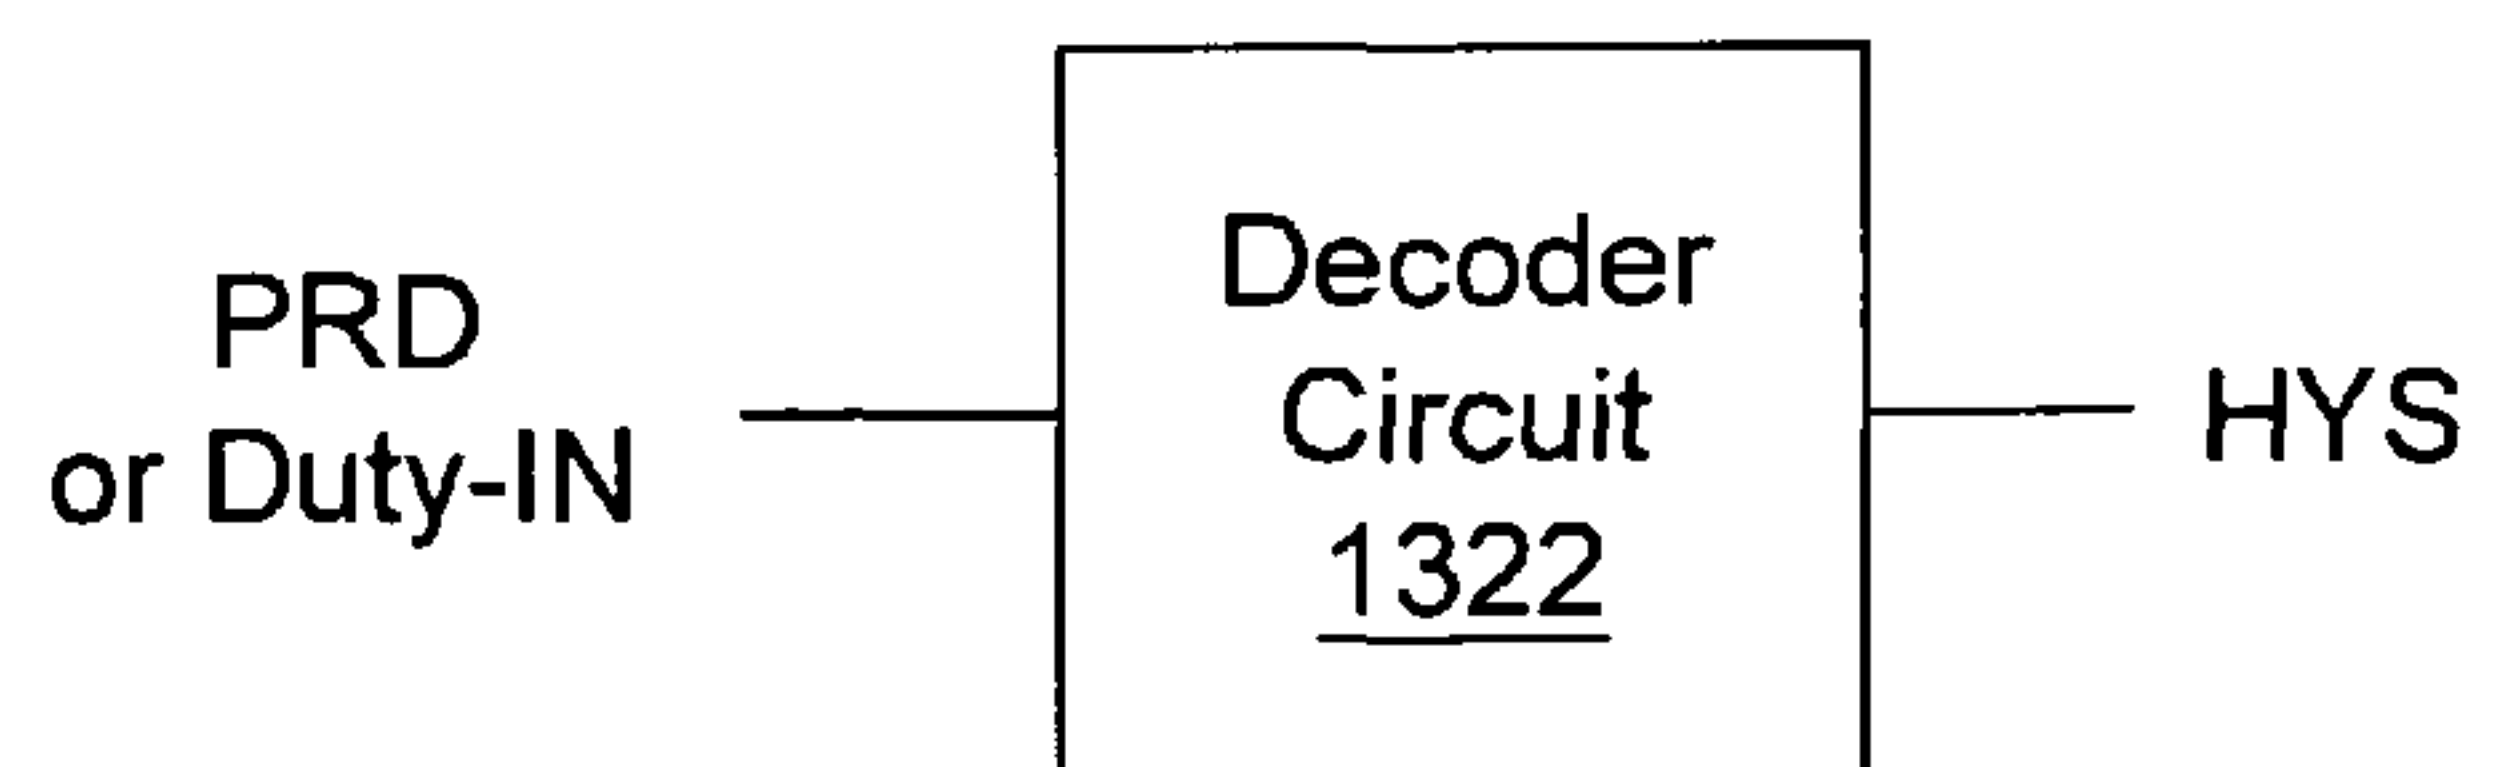 PRD
or Duty-IN
Decoder
Circuit
1322
HYS